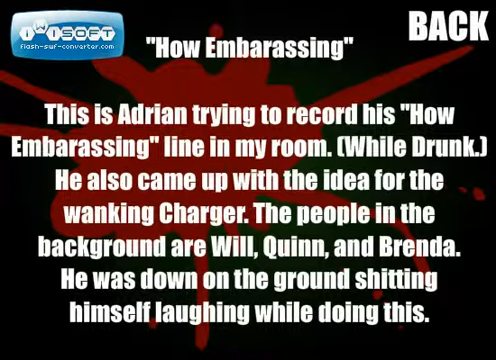 iWiSOFT
flash-swf-converter.com
BACK
"How Embarassing"
This is Adrian trying to record his "How
Embarassing" line in my room. (While Drunk.)
He also came up with the idea for the
wanking Charger. The people in the
background are Will, Quinn, and Brenda.
He was down on the ground shitting
himself laughing while doing this.